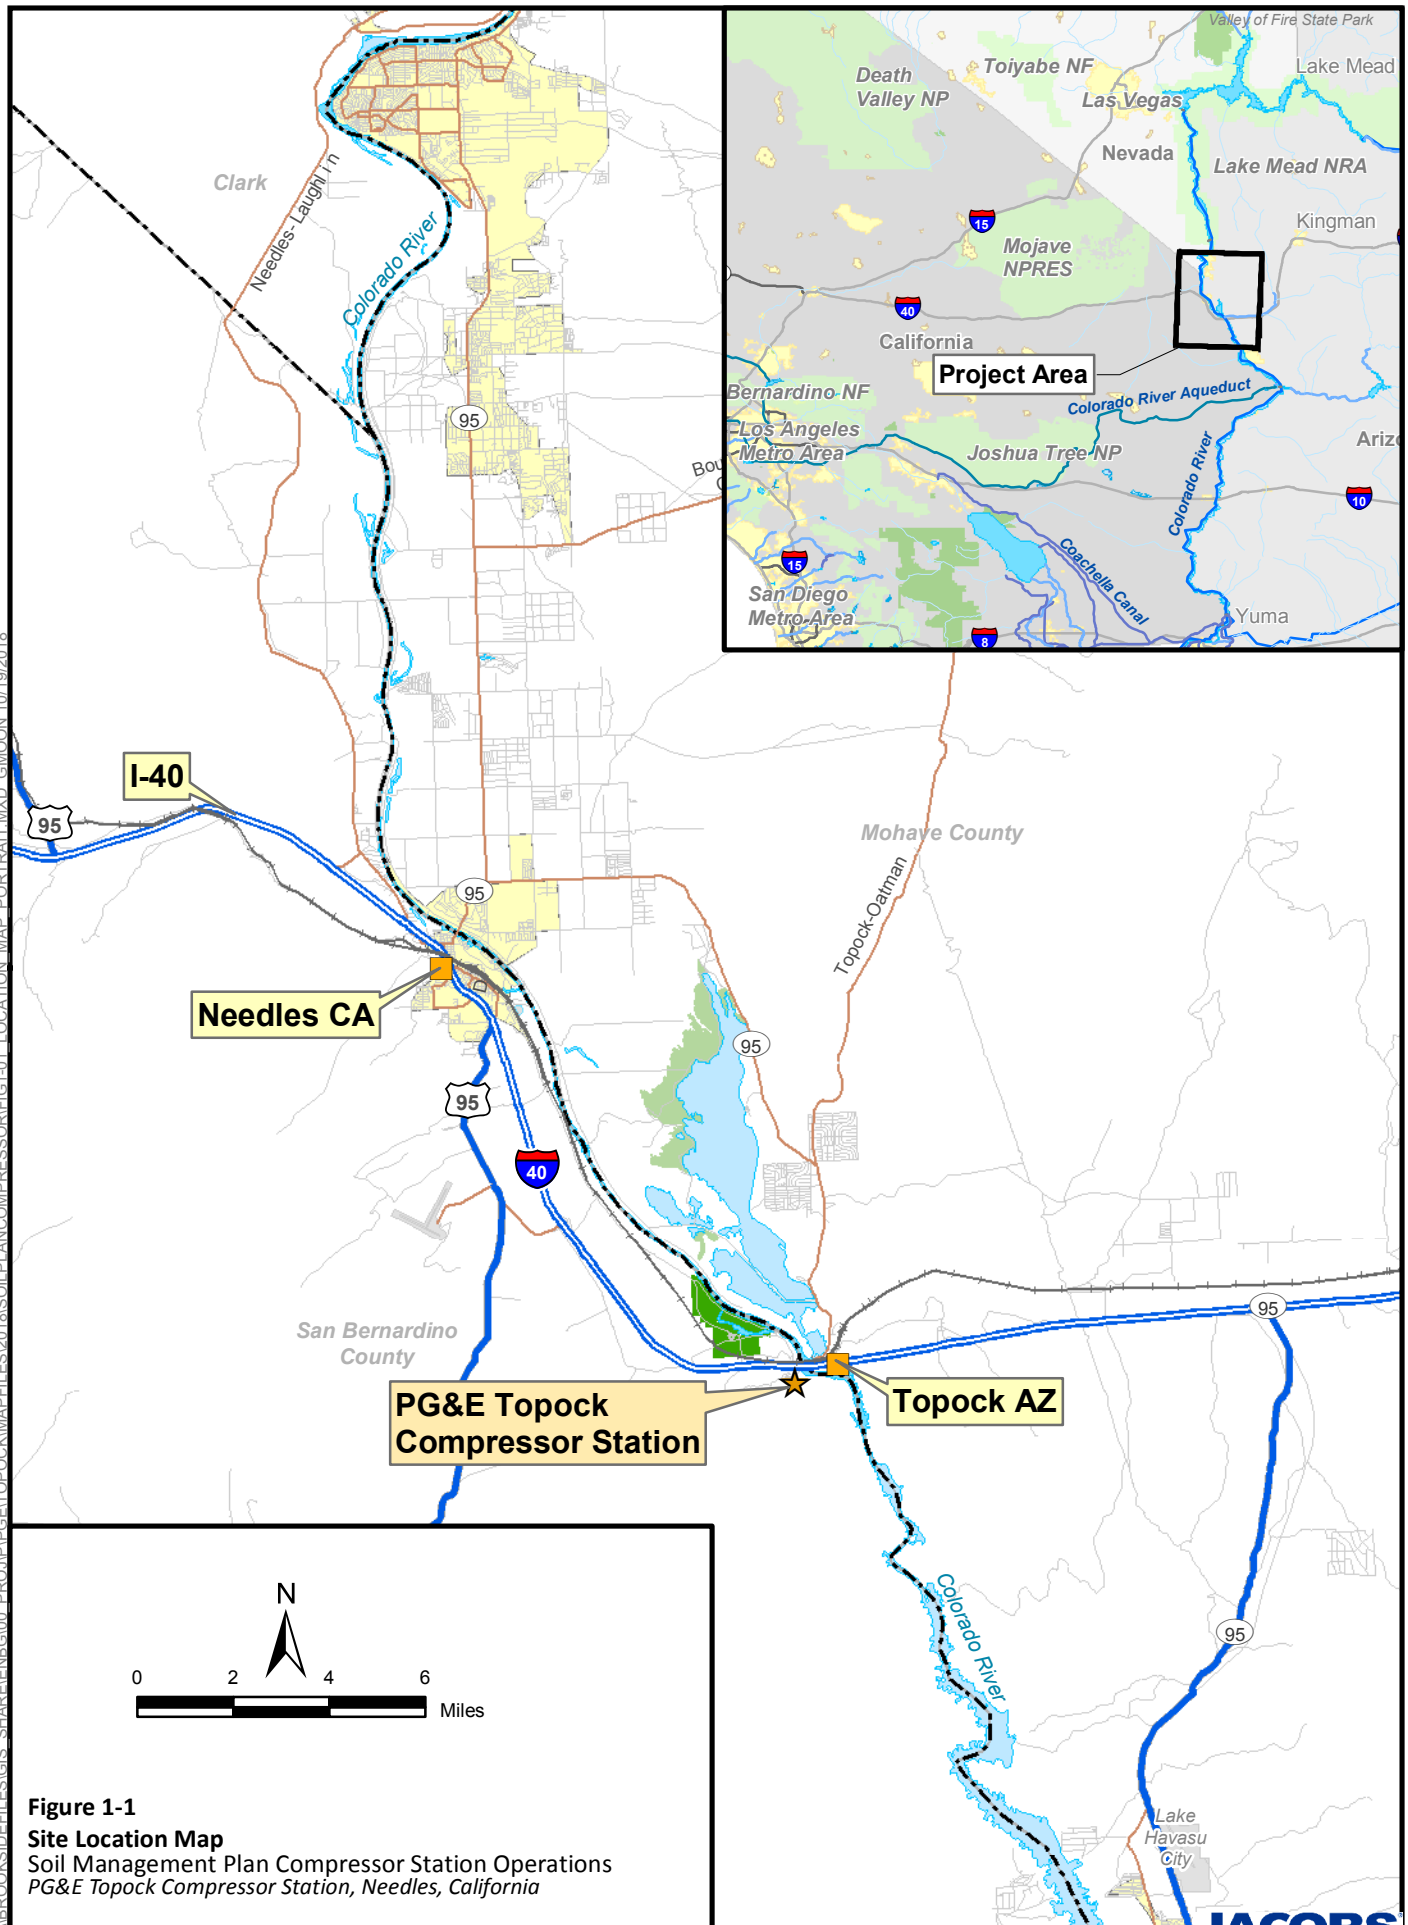 Valley of Fire State Park
Lake Mead
Death
Valley NP
Toiyabe NF
Las Vegas
Nevada
Lake Mead NRA
Kingman
15
Mojave
NPRES
40
California
Project Area
Bernardino NF
Colorado River Aqueduct
Los Angeles
Metro Area
Joshua Tree NP
Colorado River
10
15
Coachella Canal
San Diego
Metro Area
8
Yuma
Clark
Needles-Laughlin
Colorado River
95
I-40
95
Mohave County
95
Topock-Oatman
Needles CA
95
95
40
San Bernardino
County
95
PG&E Topock
Compressor Station
Topock AZ
Colorado River
95
N
0 2 4 6
Miles
Lake
Havasu
City
Figure 1-1
Site Location Map
Soil Management Plan Compressor Station Operations
PG&E Topock Compressor Station, Needles, California
JACOBS